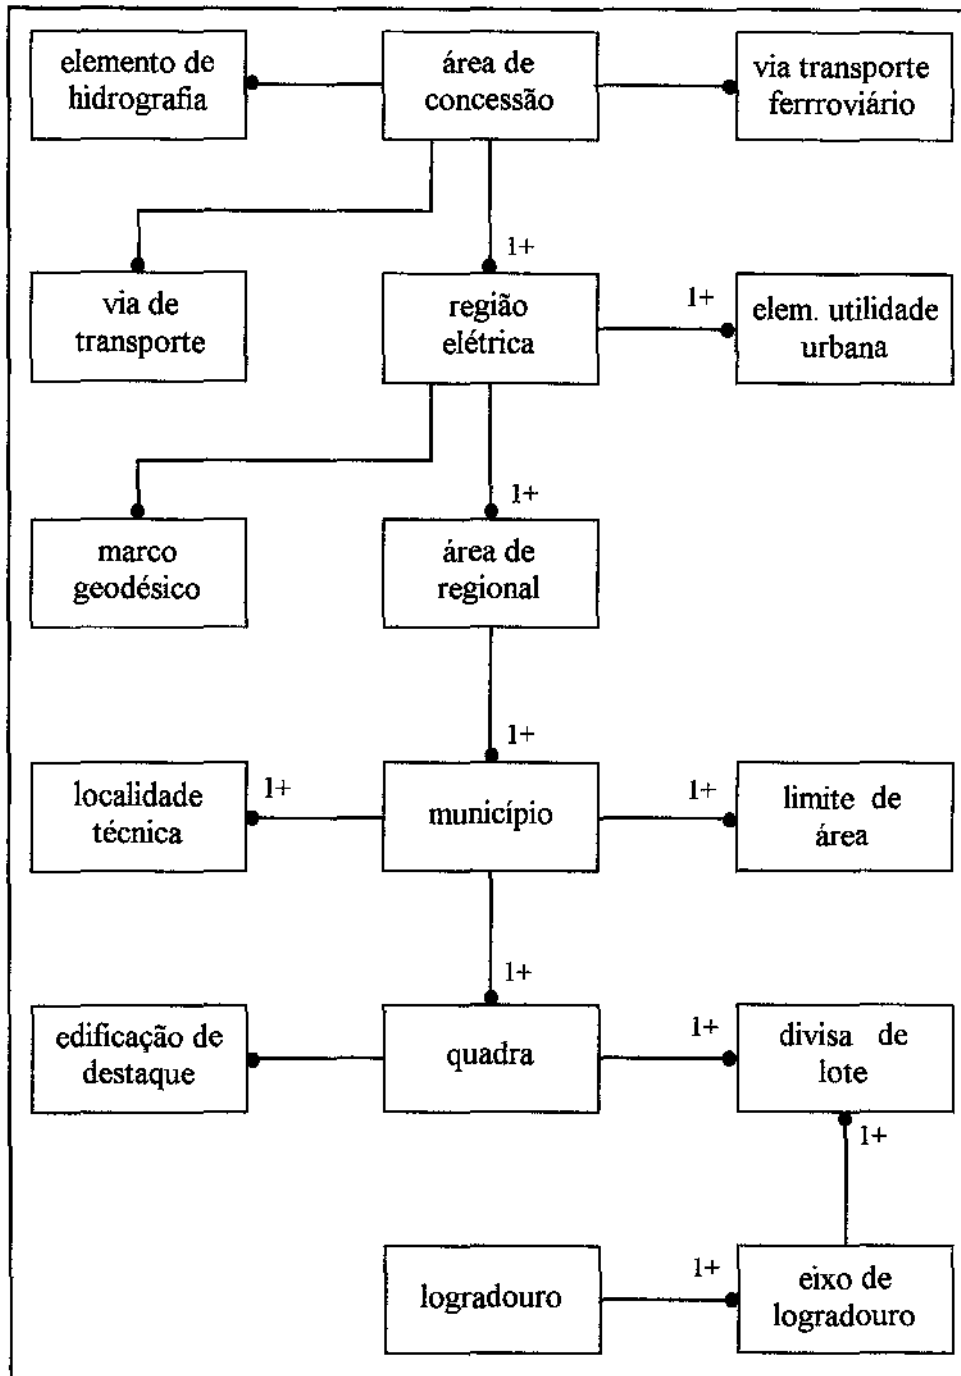 elemento de
hidrografia
área de
concessão
via transporte
ferrroviário
1+
via de
transporte
região
elétrica
1+
elem. utilidade
urbana
1+
marco
geodésico
área de
regional
1+
localidade
técnica
1+
município
1+
limite de
área
1+
edificação de
destaque
quadra
1+
divisa de
lote
1+
logradouro
1+
eixo de
logradouro